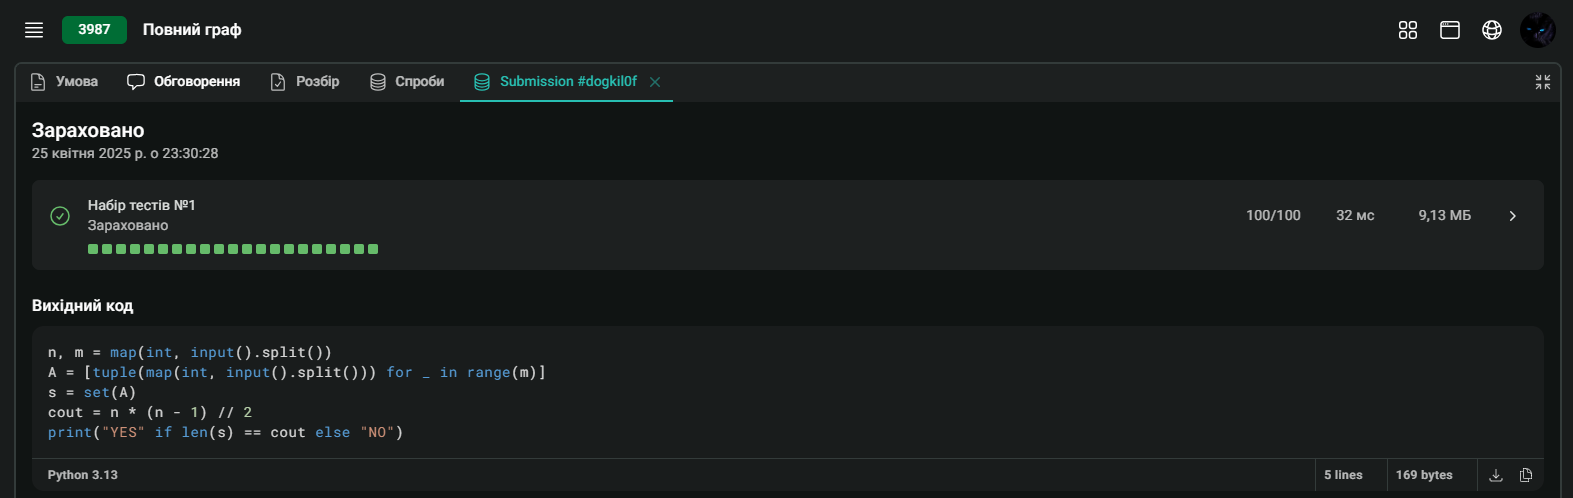 3987 Повний граф
Умова Обговорення Розбір Спроби Submission #dogkil0f
Зараховано
25 квітня 2025 р. о 23:30:28
Набір тестів №1
Зараховано
100/100 32 мс 9,13 МБ
Вихідний код
n, m = map(int, input().split())
A = [tuple(map(int, input().split())) for _ in range(m)]
s = set(A)
cout = n * (n - 1) // 2
print("YES" if len(s) == cout else "NO")
Python 3.13 5 lines 169 bytes